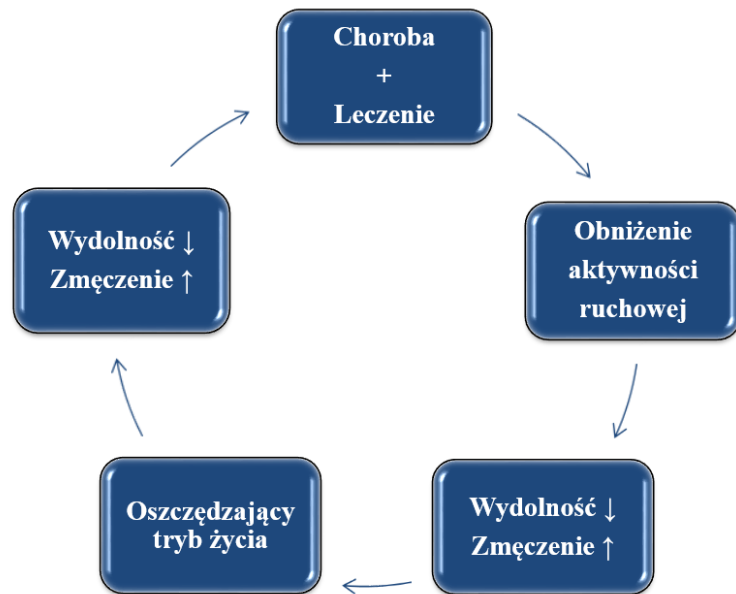 Choroba
+
Leczenie
Obniżenie
aktywności
ruchowej
Wydolność ↓
Zmęczenie ↑
Oszczędzający
tryb życia
Wydolność ↓
Zmęczenie ↑